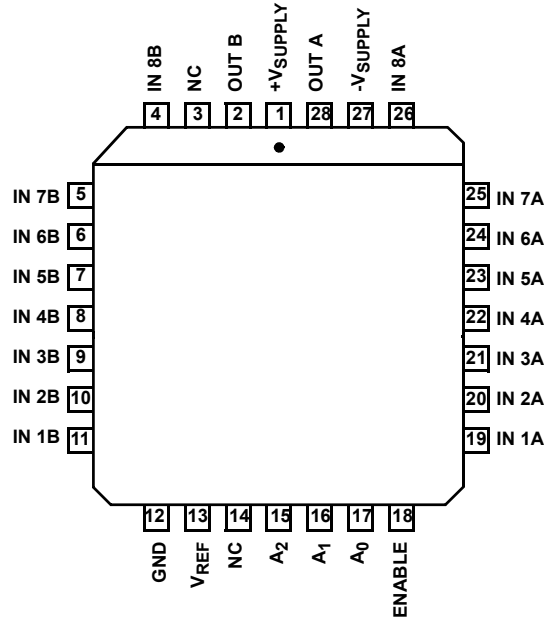 IN 8B
NC
OUT B
+VSUPPLY
OUT A
-VSUPPLY
IN 8A
4
3
2
1
28
27
26
IN 7B 5
IN 6B 6
IN 5B 7
IN 4B 8
IN 3B 9
IN 2B 10
IN 1B 11
25 IN 7A
24 IN 6A
23 IN 5A
22 IN 4A
21 IN 3A
20 IN 2A
19 IN 1A
12
13
14
15
16
17
18
GND
VREF
NC
A2
A1
A0
ENABLE